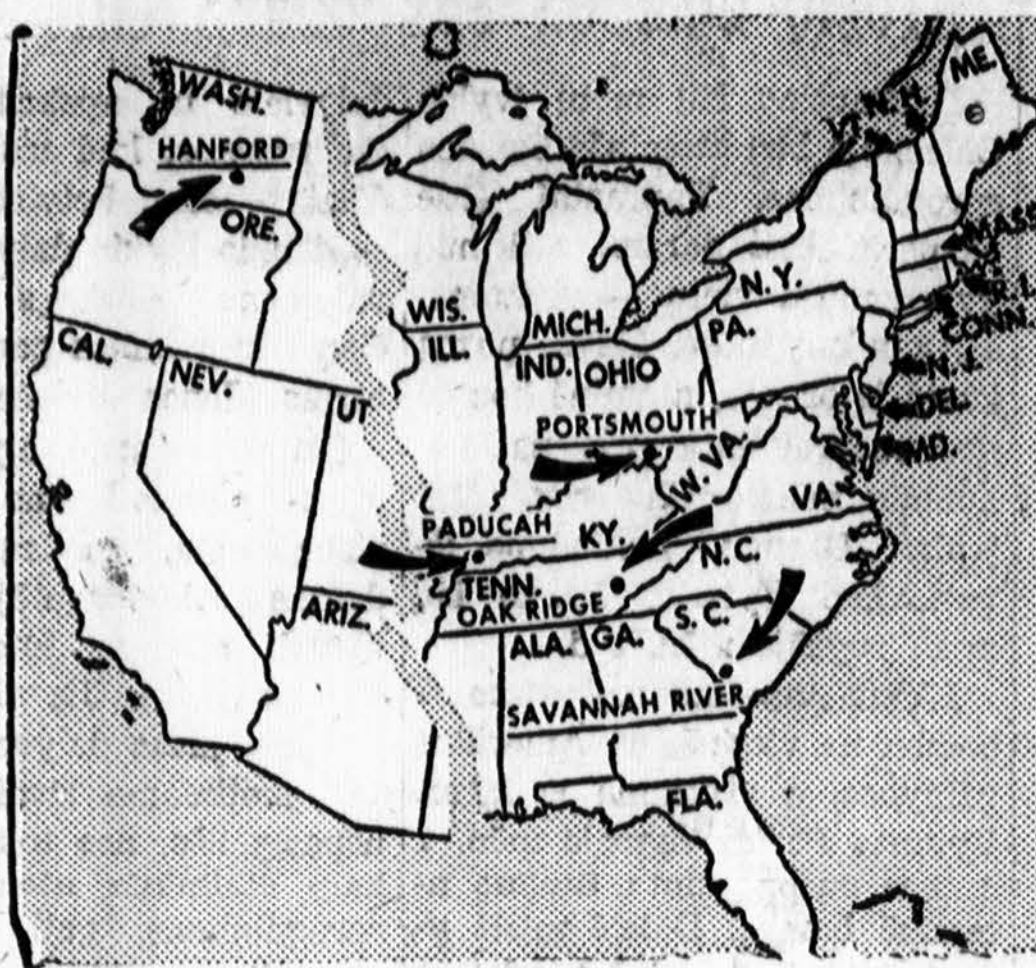 WASH.
HANFORD
ORE.
CAL.
NEV.
UT
ARIZ.
WIS.
ILL.
MICH.
IND.
OHIO
PORTSMOUTH
PADUCAH
KY.
TENN.
OAK RIDGE
ALA.
GA.
S. C.
N. C.
SAVANNAH RIVER
FLA.
VA.
W. VA.
PA.
N. Y.
VT.
N. H.
ME.
MASS
R. I.
CONN
N. J.
DEL.
MD.